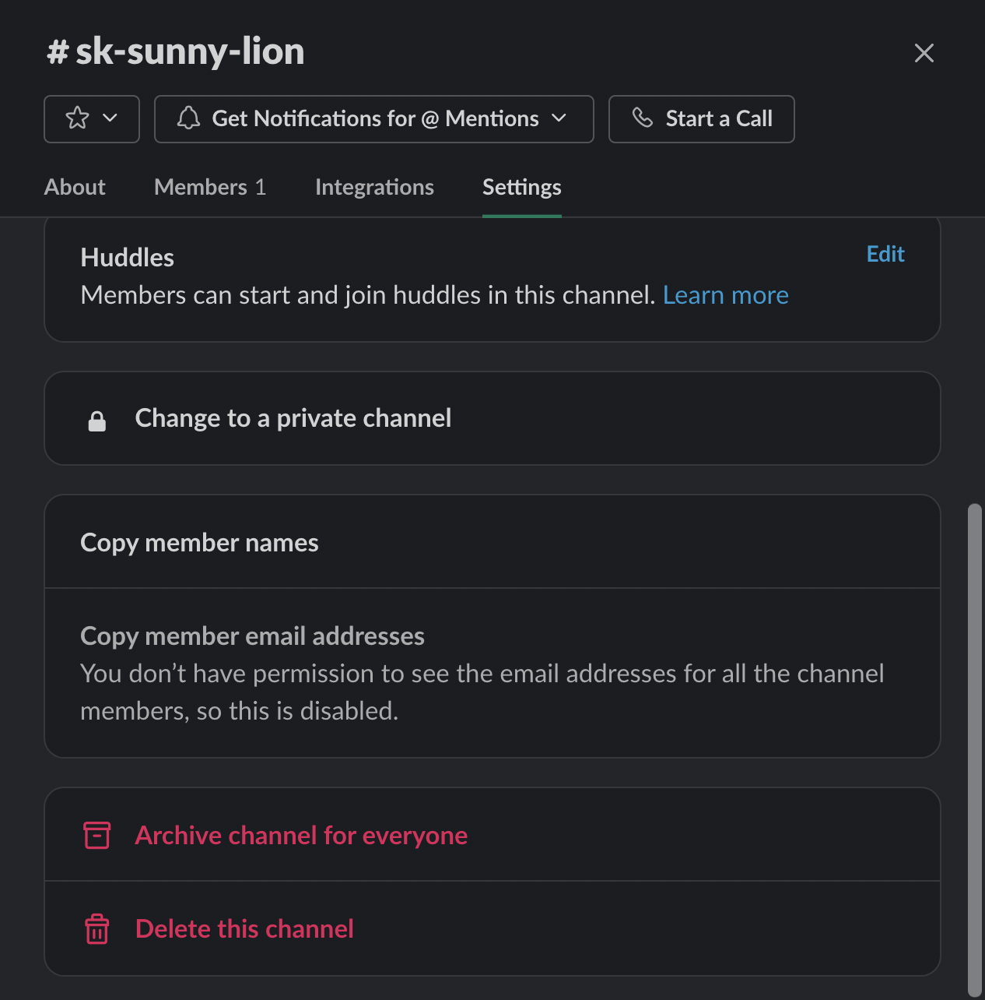 # sk-sunny-lion
Get Notifications for @ Mentions
Start a Call
About
Members 1
Integrations
Settings
Huddles
Edit
Members can start and join huddles in this channel. Learn more
Change to a private channel
Copy member names
Copy member email addresses
You don’t have permission to see the email addresses for all the channel
members, so this is disabled.
Archive channel for everyone
Delete this channel